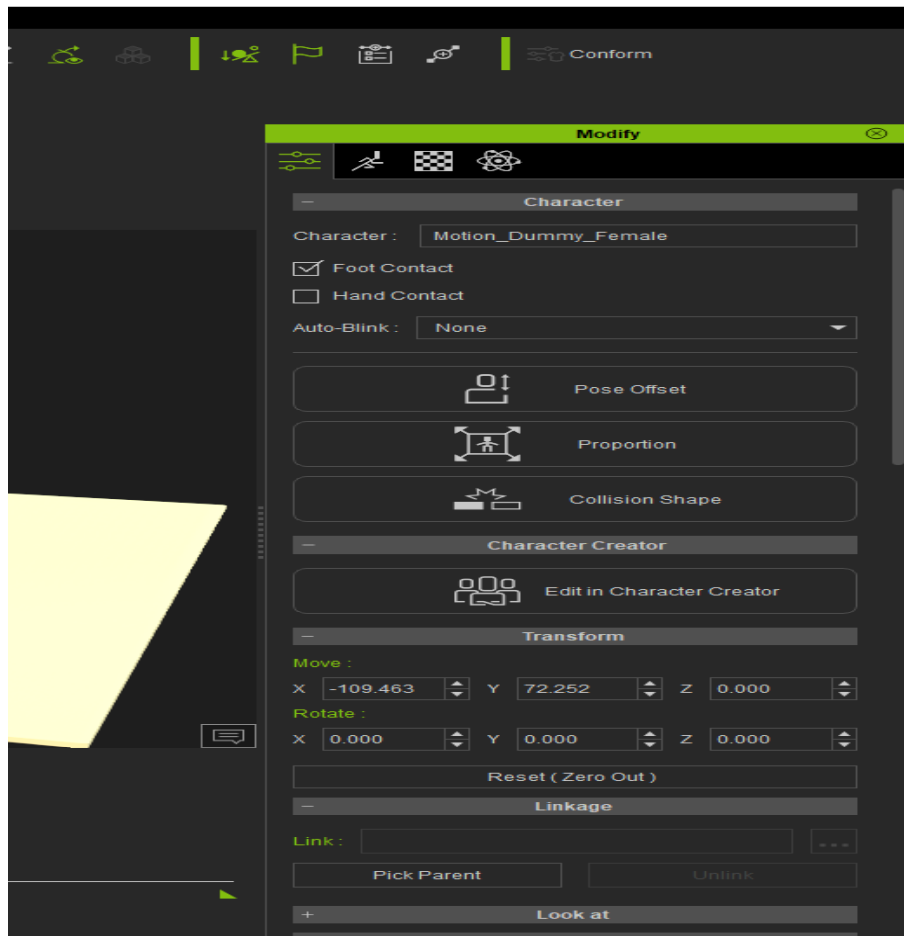 Conform
Modify
Character
Character : Motion_Dummy_Female
Foot Contact
Hand Contact
Auto-Blink : None
Pose Offset
Proportion
Collision Shape
Character Creator
Edit in Character Creator
Transform
Move :
X -109.463 Y 72.252 Z 0.000
Rotate :
X 0.000 Y 0.000 Z 0.000
Reset ( Zero Out )
Linkage
Link : ...
Pick Parent Unlink
Look at